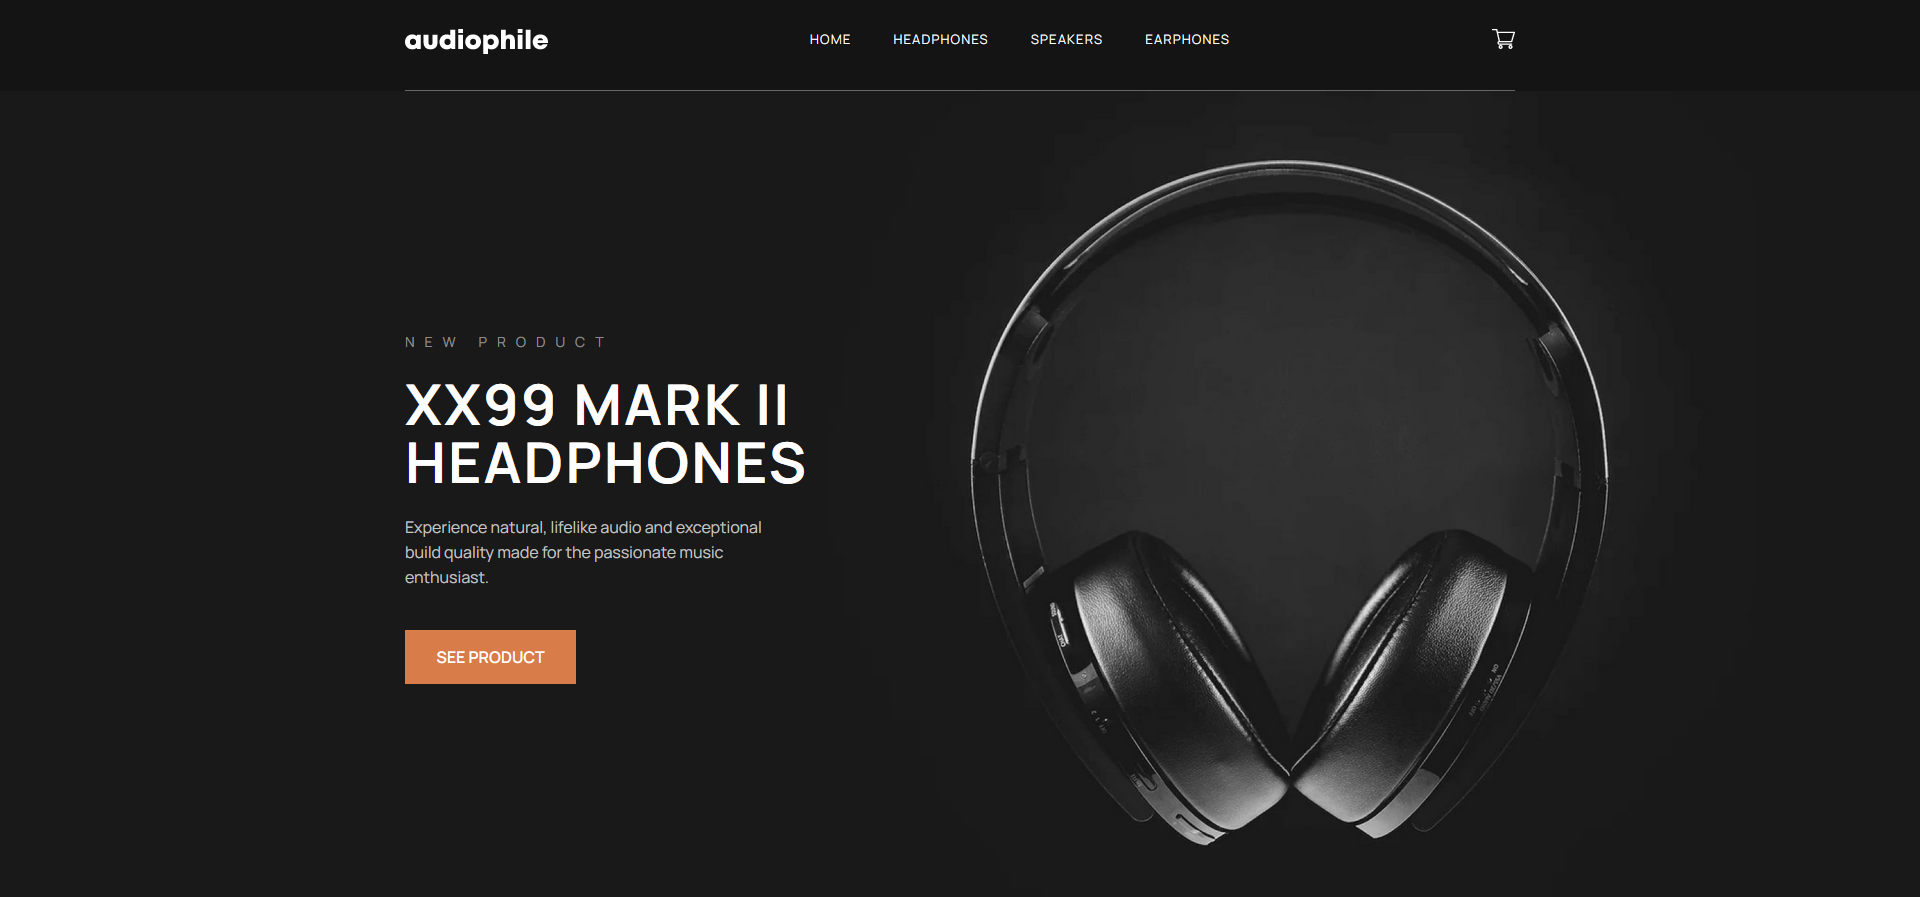 audiophile
HOME HEADPHONES SPEAKERS EARPHONES
NEW PRODUCT
XX99 MARK II
HEADPHONES
Experience natural, lifelike audio and exceptional
build quality made for the passionate music
enthusiast.
SEE PRODUCT